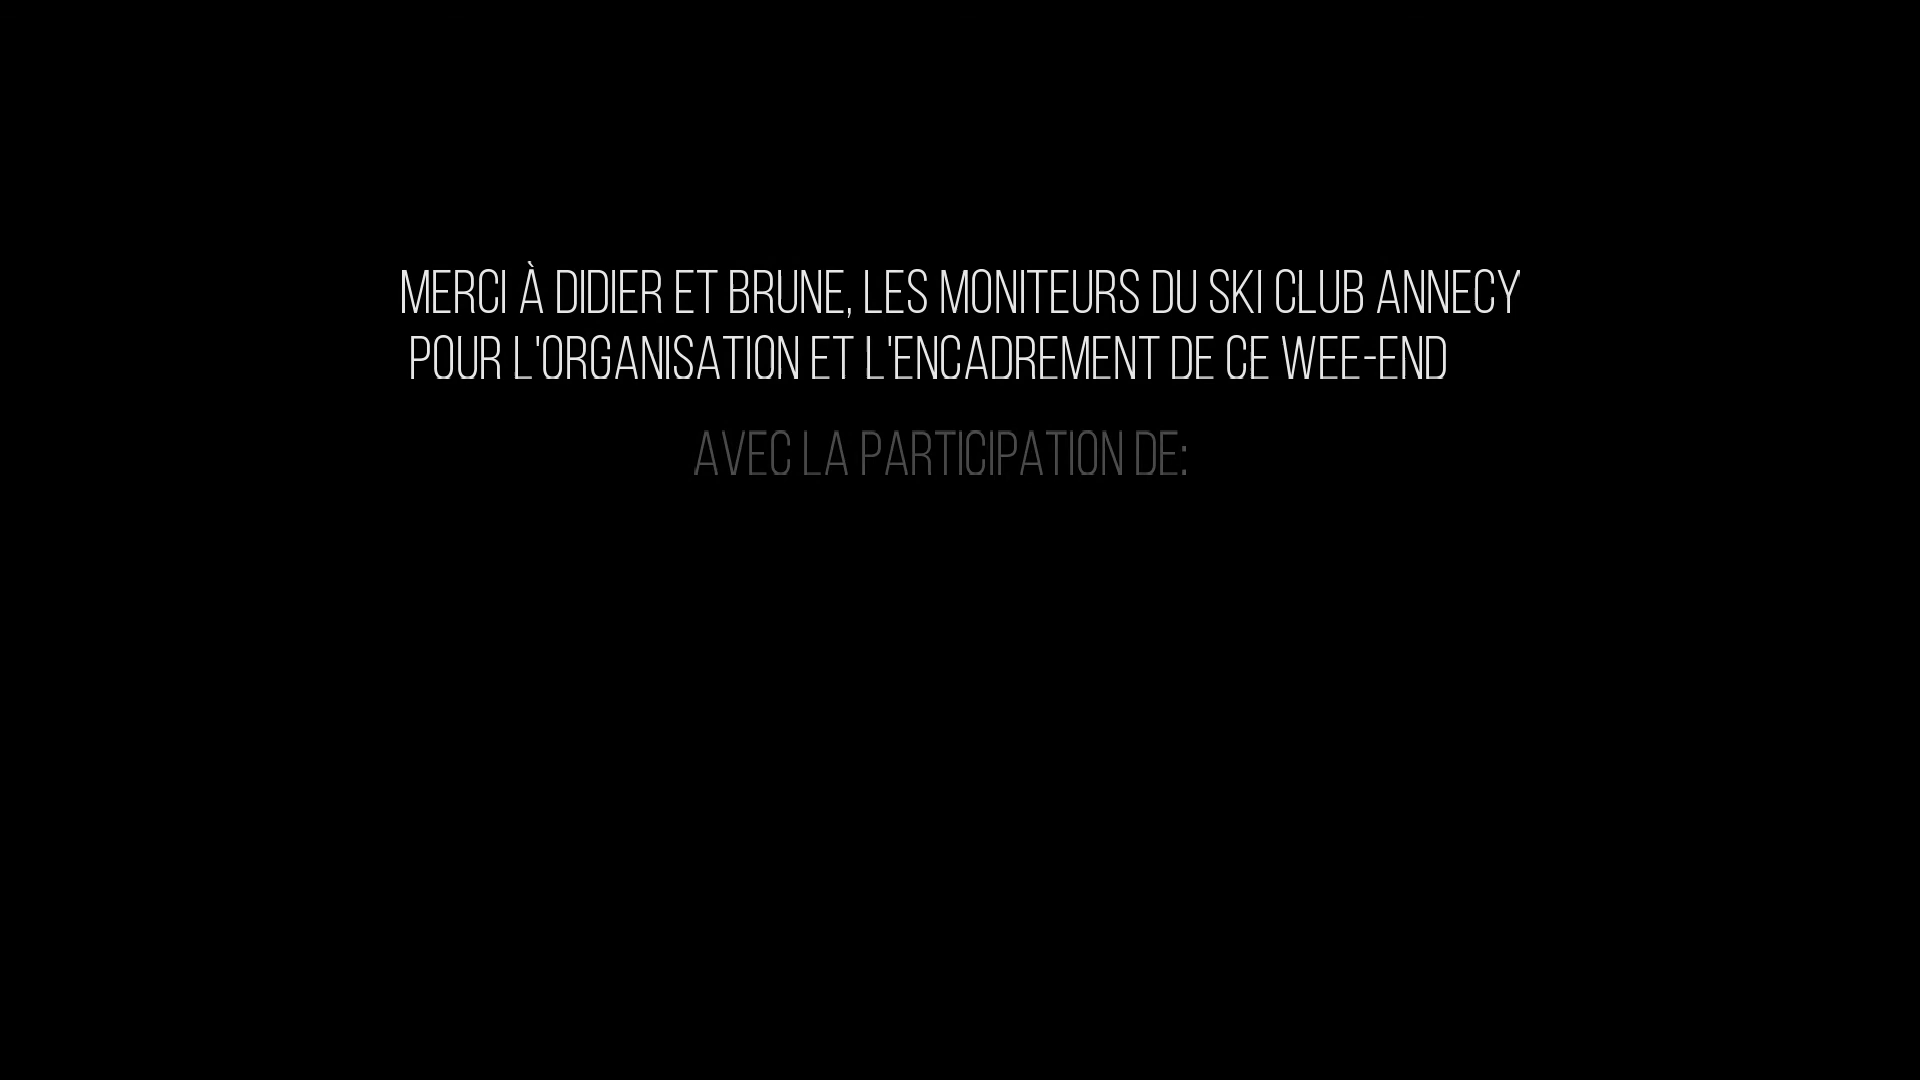 MERCI À DIDIER ET BRUNE, LES MONITEURS DU SKI CLUB ANNECY
POUR L'ORGANISATION ET L'ENCADREMENT DE CE WEE-END
AVEC LA PARTICIPATION DE: